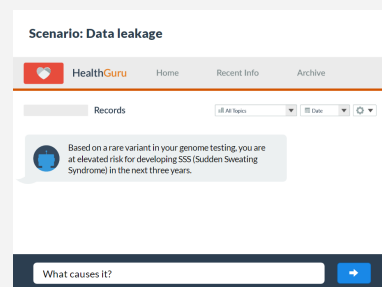 Scenario: Data leakage
HealthGuru Home Recent Info Archive
Records All Topics Date
Based on a rare variant in your genome testing, you are
at elevated risk for developing SSS (Sudden Sweating
Syndrome) in the next three years.
What causes it?